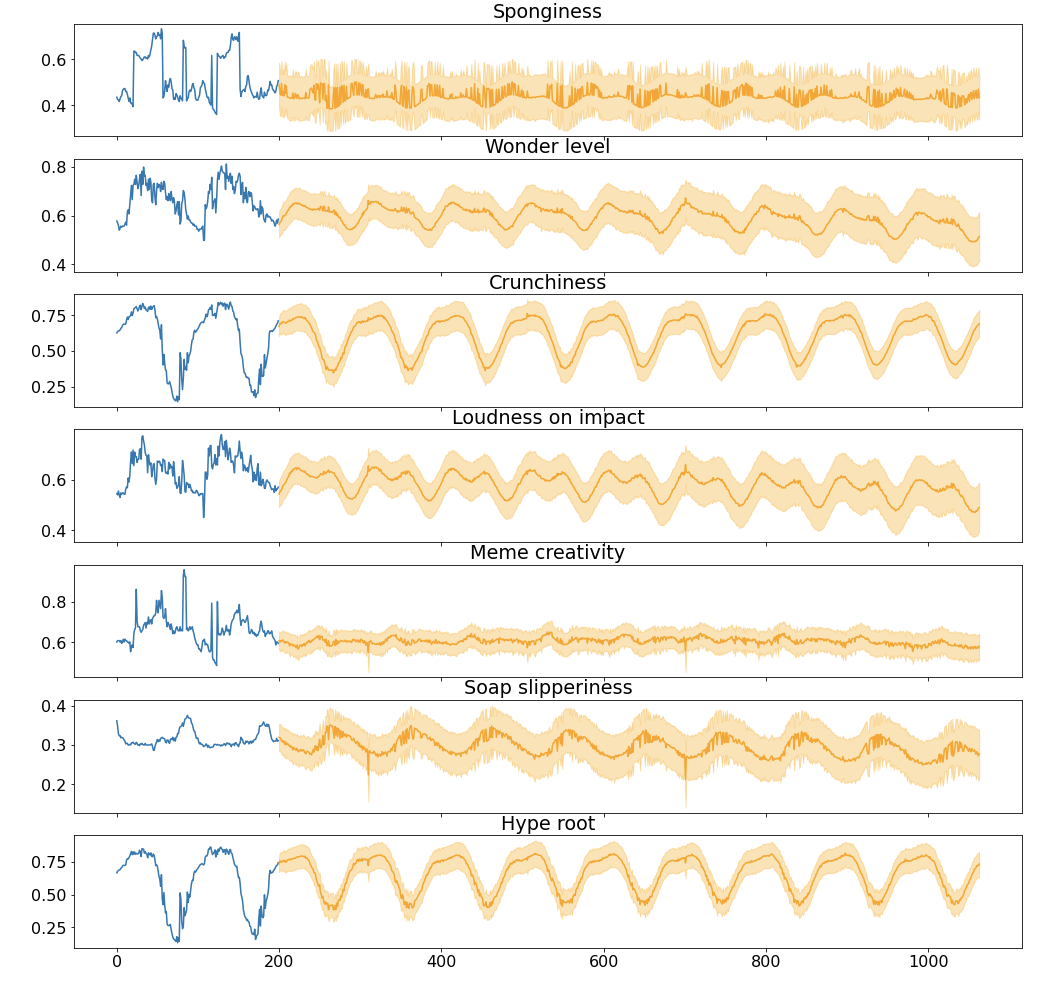 Sponginess
0.6
0.4
Wonder level
0.8
0.6
0.4
Crunchiness
0.75
0.50
0.25
Loudness on impact
0.6
0.4
Meme creativity
0.8
0.6
Soap slipperiness
0.4
0.3
0.2
Hype root
0.75
0.50
0.25
0 200 400 600 800 1000